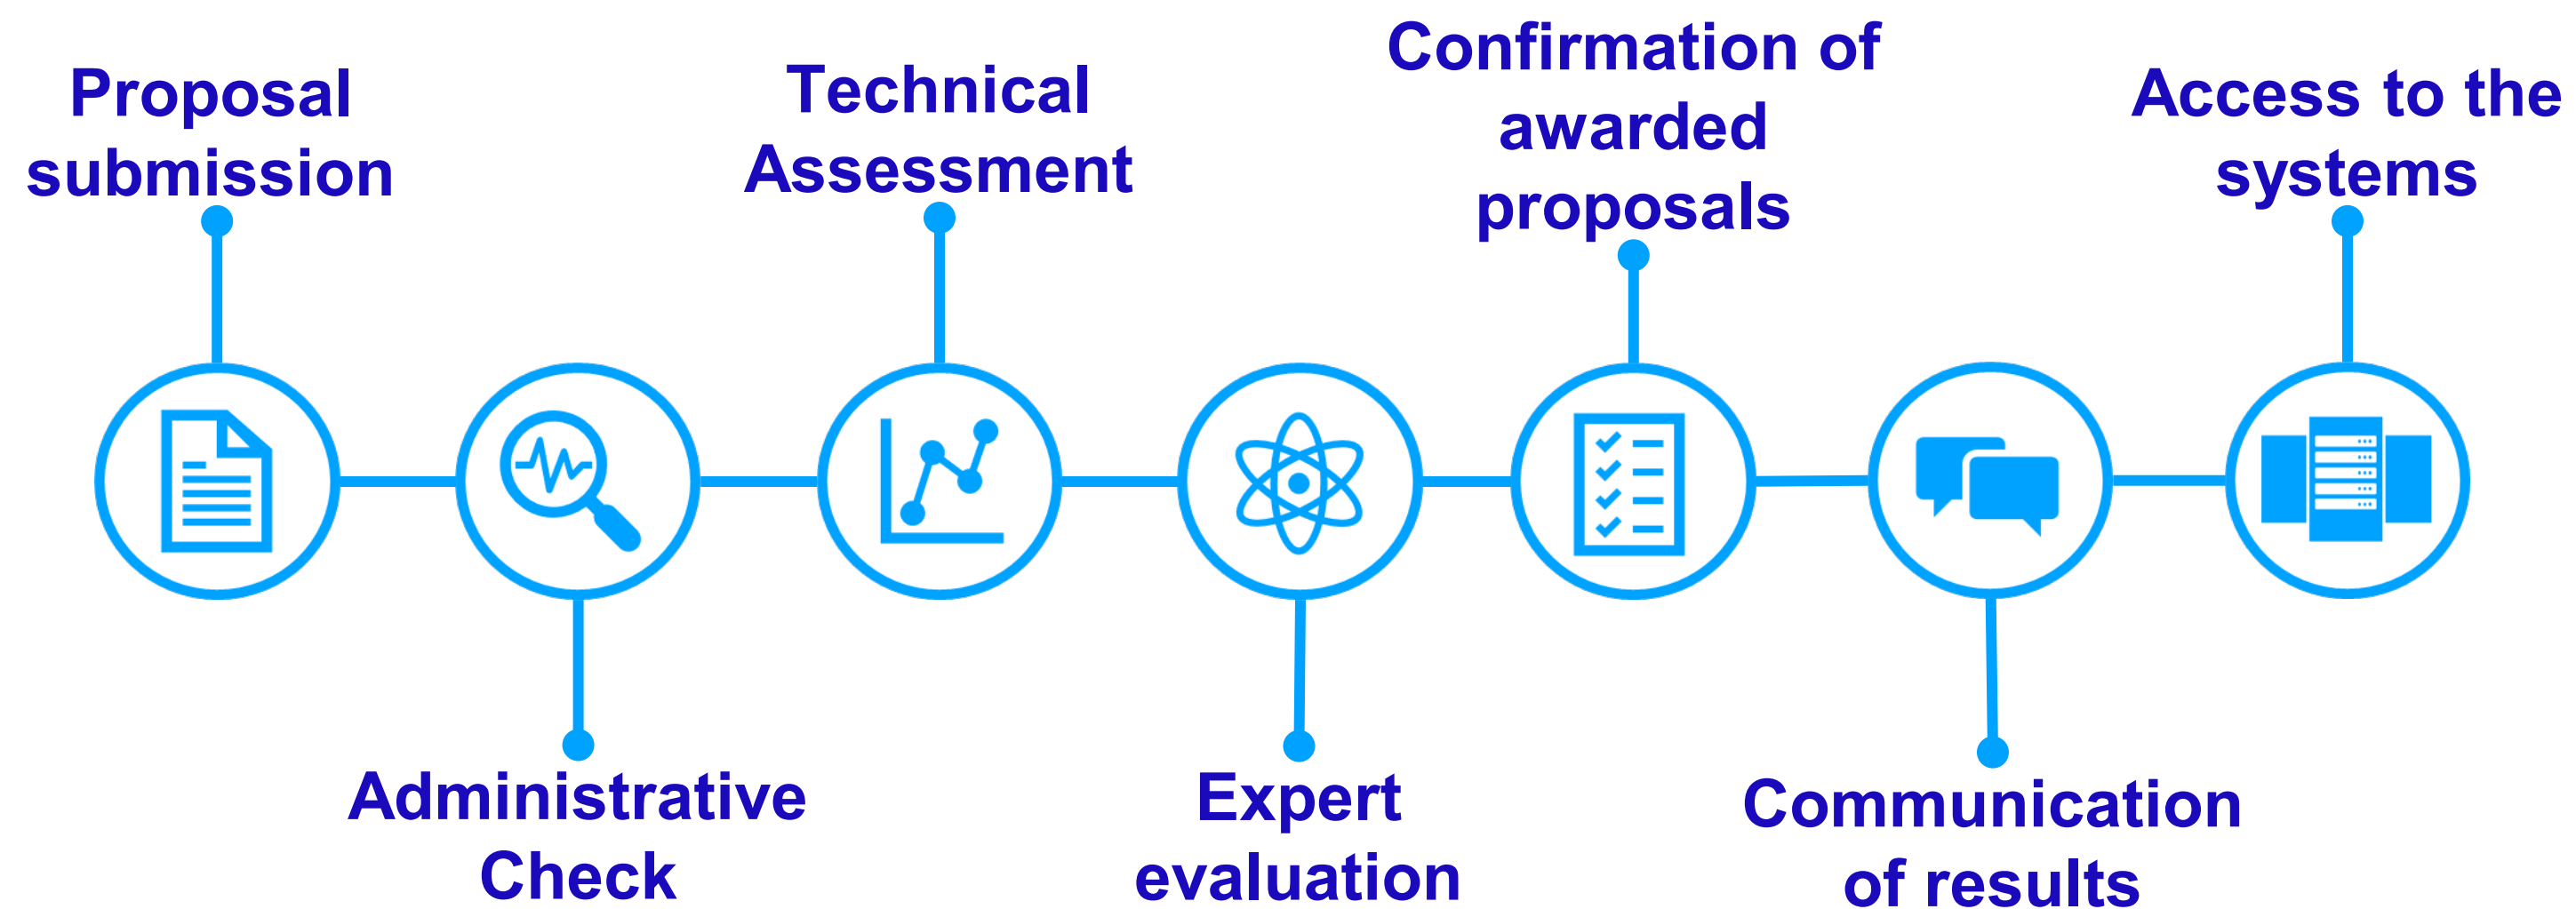 Proposal
submission
Administrative
Check
Technical
Assessment
Expert
evaluation
Confirmation of
awarded
proposals
Communication
of results
Access to the
systems